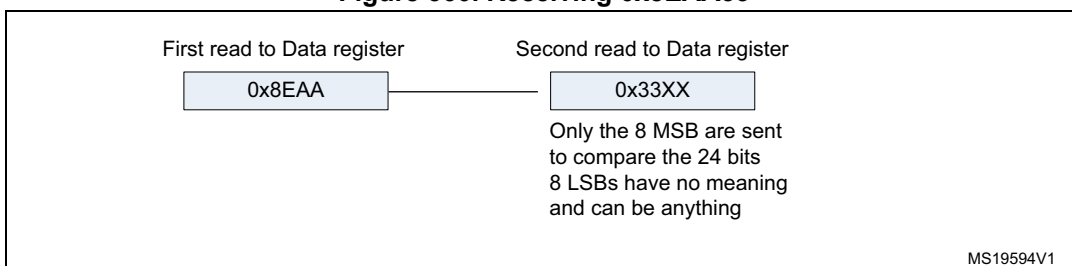 First read to Data register
Second read to Data register
0x8EAA
0x33XX
Only the 8 MSB are sent
to compare the 24 bits
8 LSBs have no meaning
and can be anything
MS19594V1